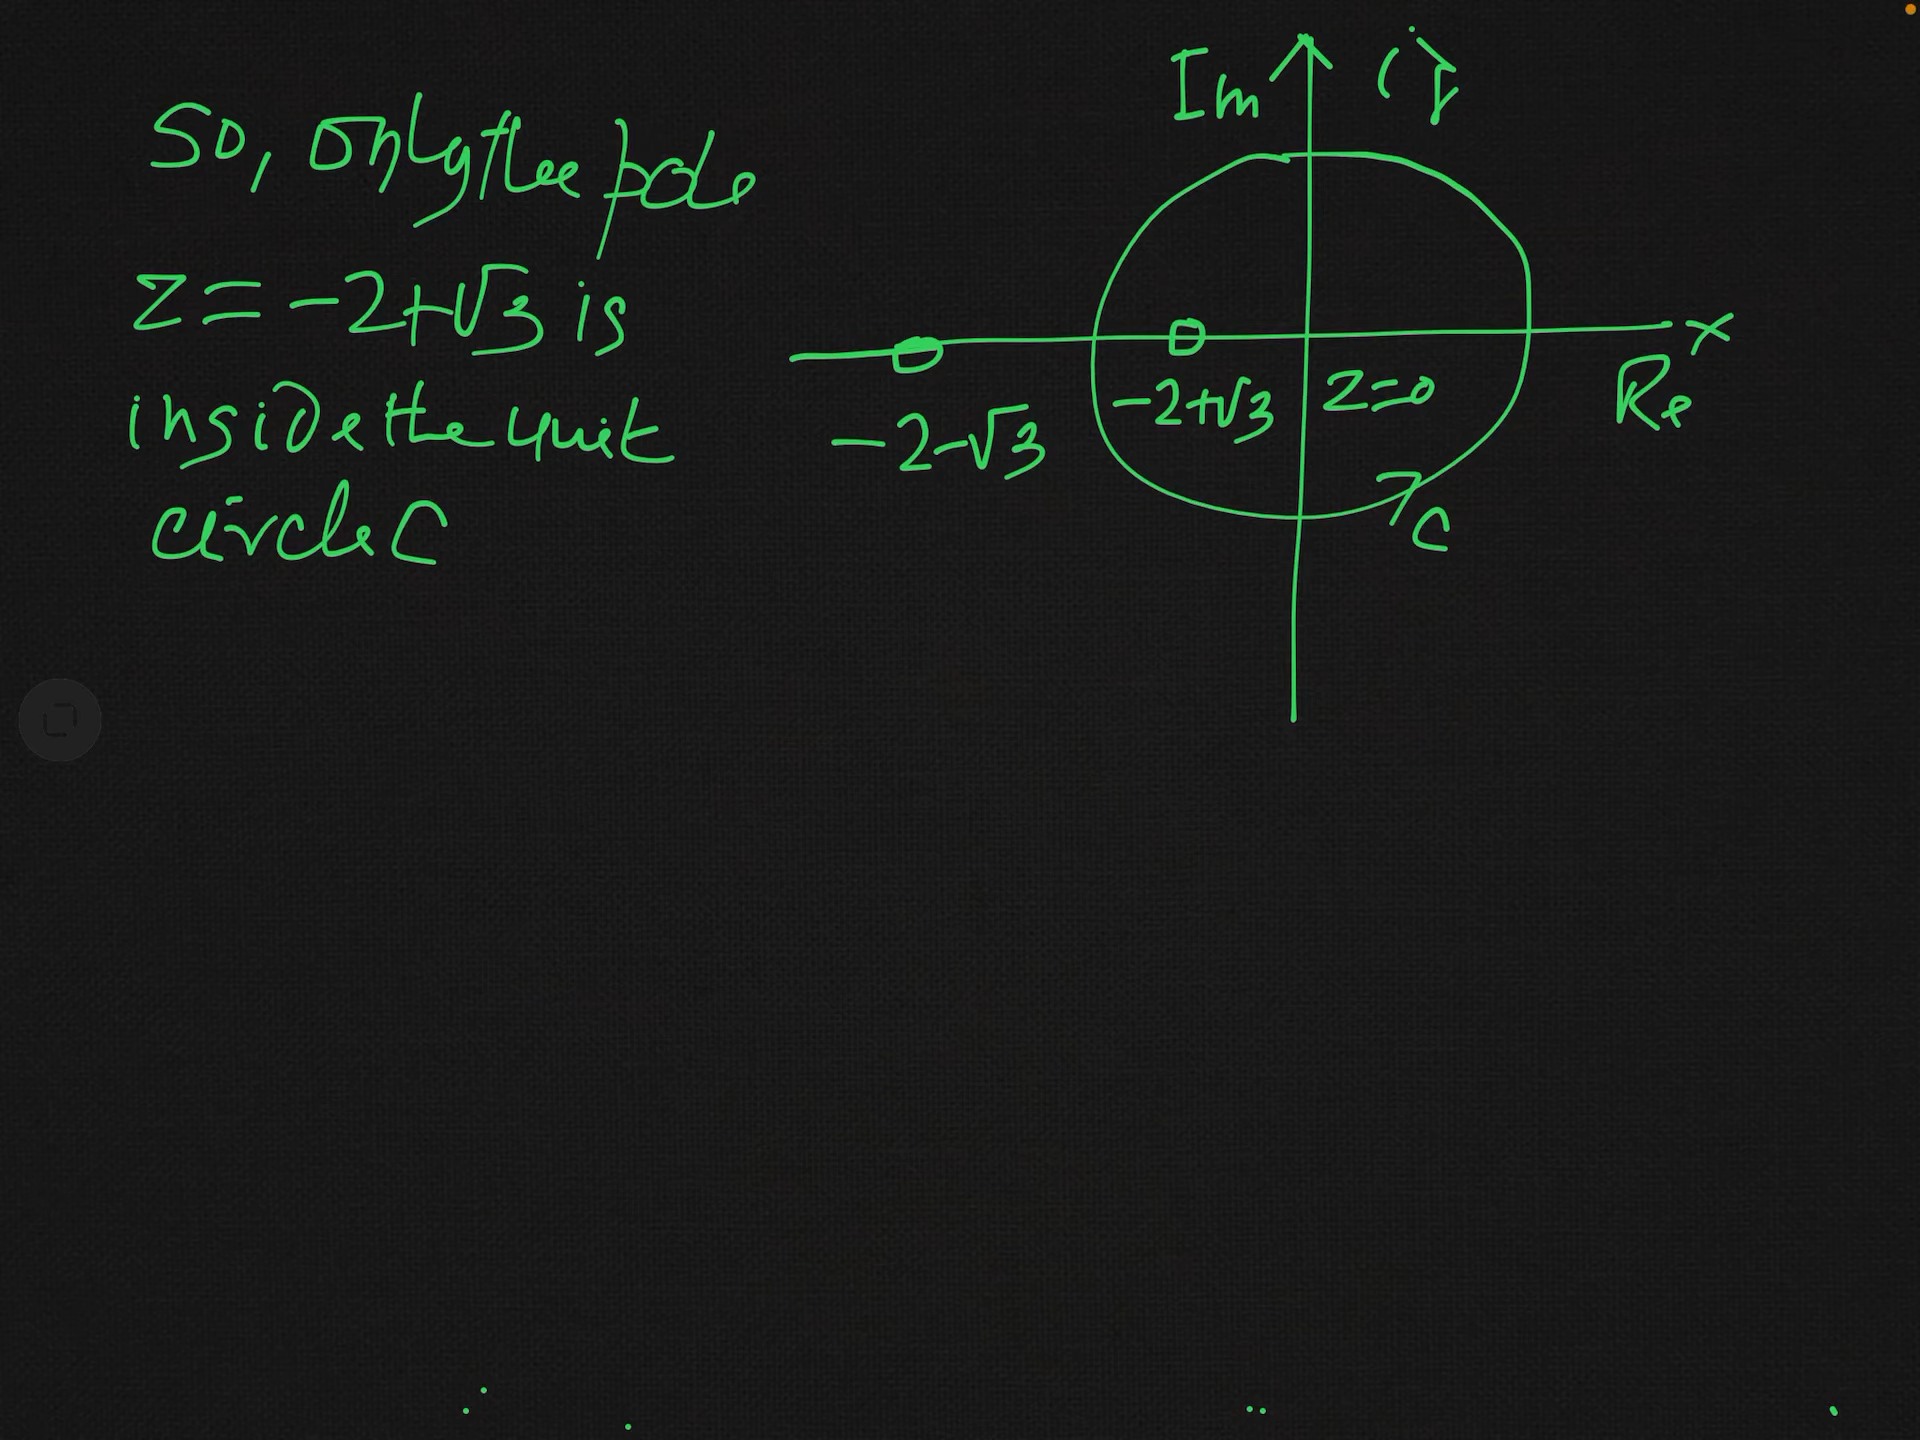 So, only the pole
z = -2+√3 is
inside the unit
circle C
Im
-2-√3
-2+√3
z=0
Re
x
C